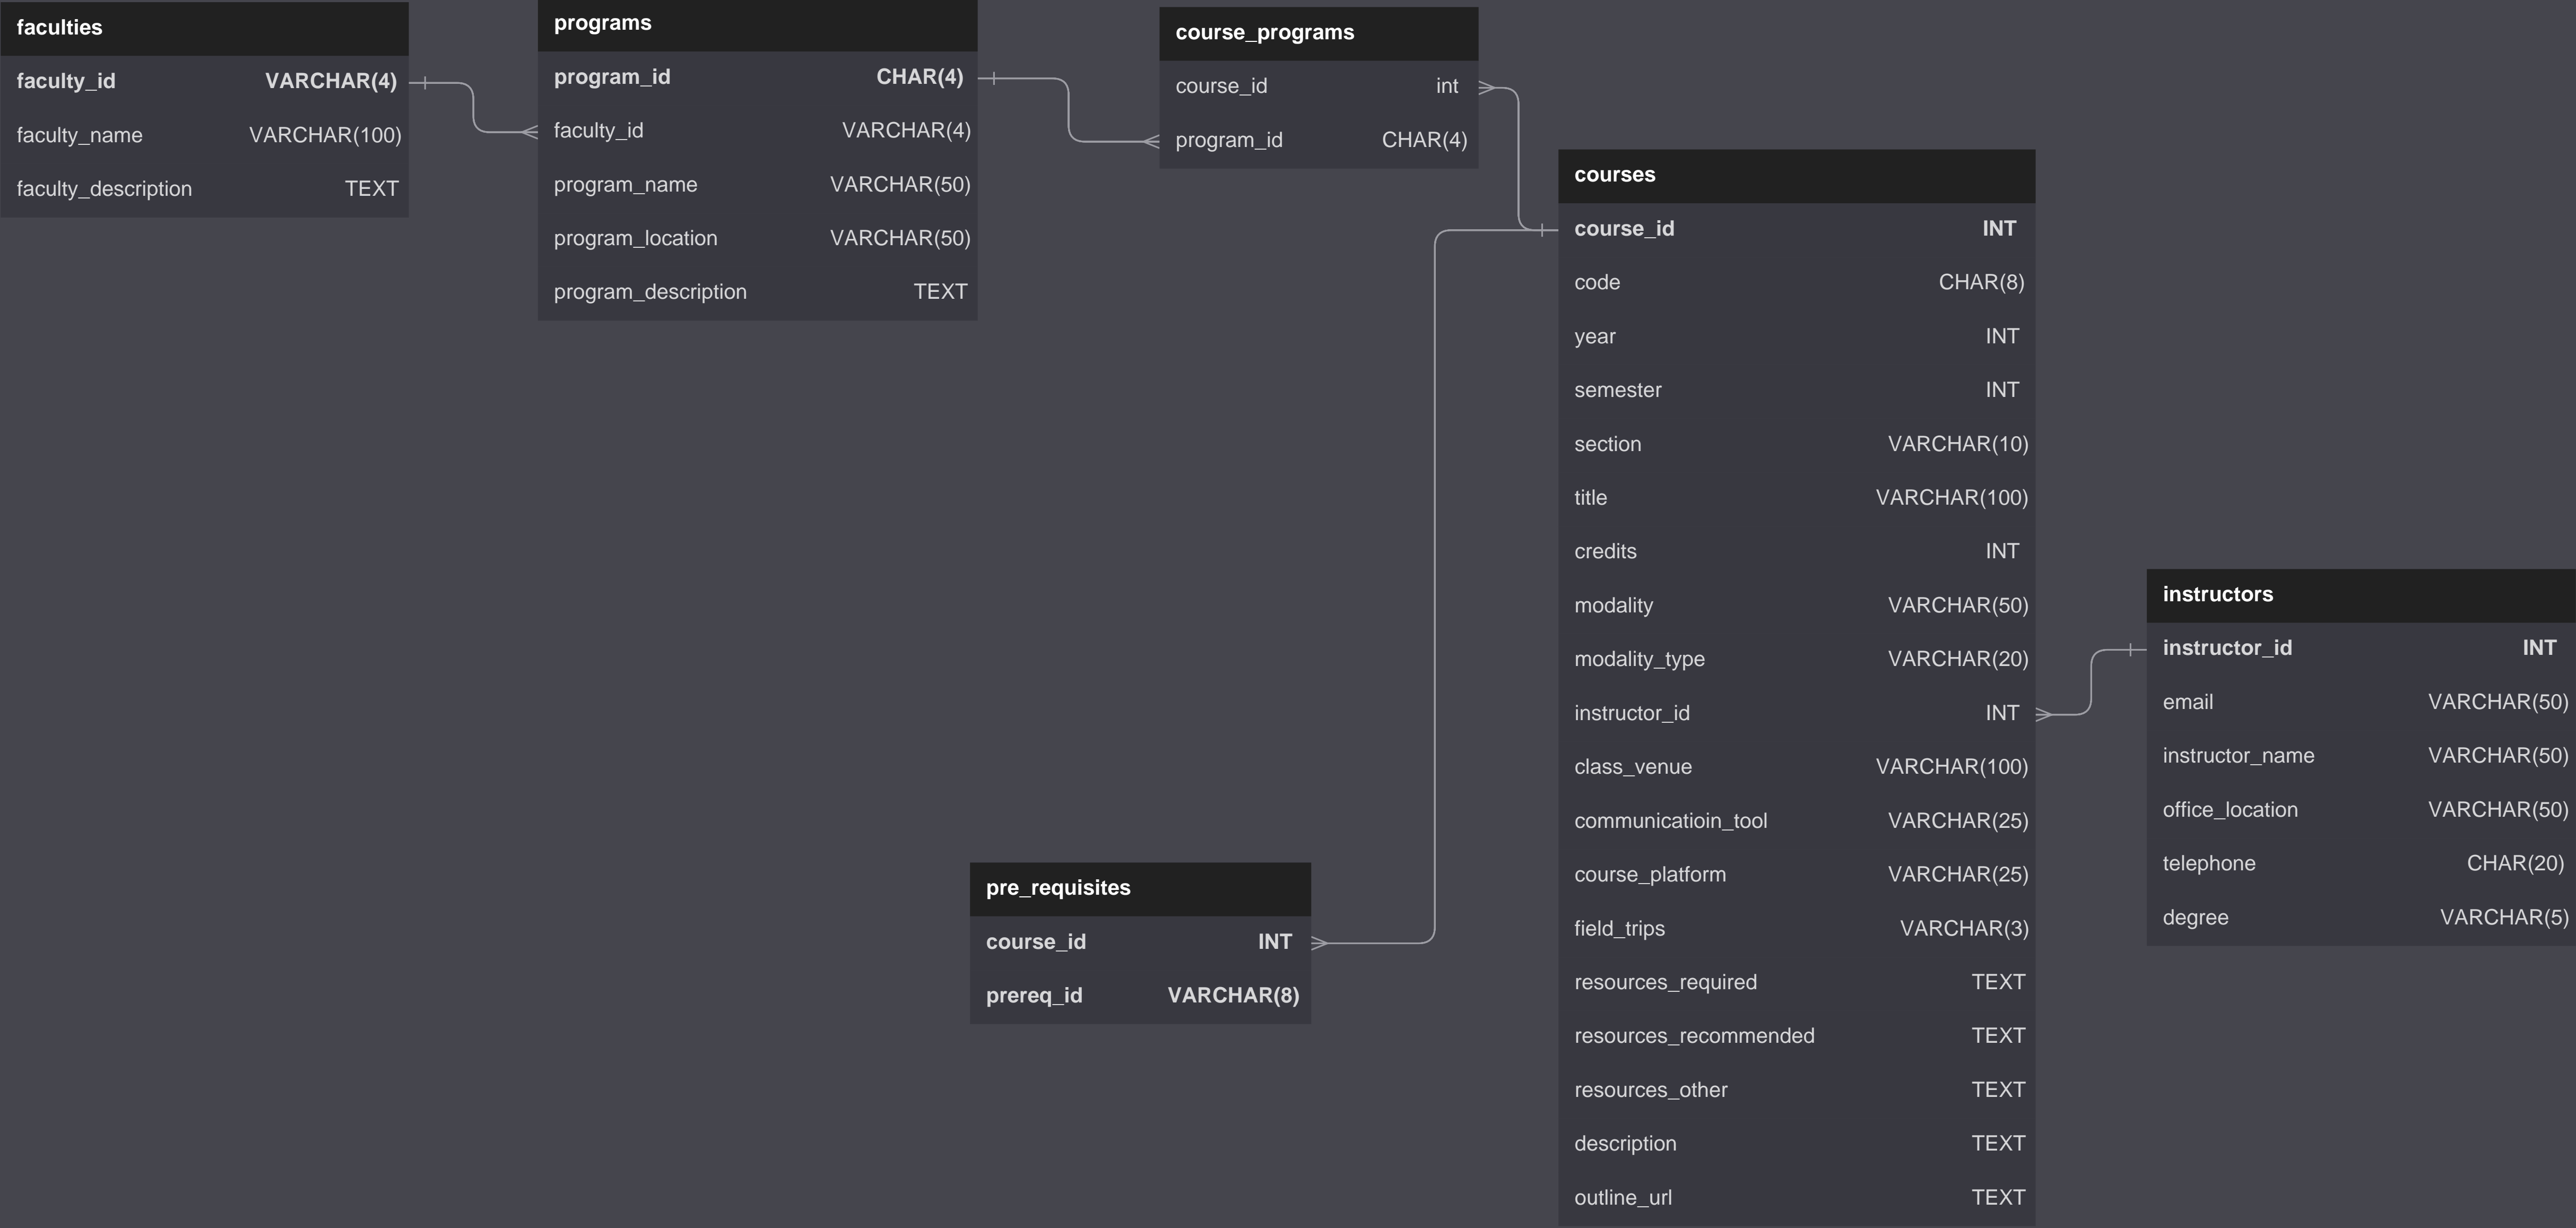 faculties
faculty_id VARCHAR(4)
faculty_name VARCHAR(100)
faculty_description TEXT
programs
program_id CHAR(4)
faculty_id VARCHAR(4)
program_name VARCHAR(50)
program_location VARCHAR(50)
program_description TEXT
course_programs
course_id int
program_id CHAR(4)
courses
course_id INT
code CHAR(8)
year INT
semester INT
section VARCHAR(10)
title VARCHAR(100)
credits INT
modality VARCHAR(50)
modality_type VARCHAR(20)
instructor_id INT
class_venue VARCHAR(100)
communicatioin_tool VARCHAR(25)
course_platform VARCHAR(25)
field_trips VARCHAR(3)
resources_required TEXT
resources_recommended TEXT
resources_other TEXT
description TEXT
outline_url TEXT
instructors
instructor_id INT
email VARCHAR(50)
instructor_name VARCHAR(50)
office_location VARCHAR(50)
telephone CHAR(20)
degree VARCHAR(5)
pre_requisites
course_id INT
prereq_id VARCHAR(8)